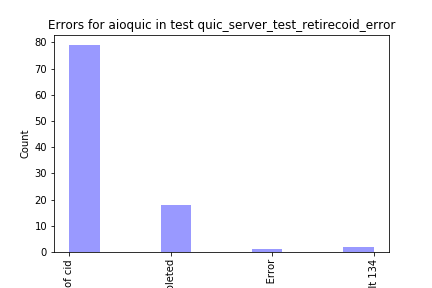 Errors for aioquic in test quic_server_test_retirecoid_error
80
70
60
50
40
30
20
10
0
Count
of cid
leted
Error
lt 134